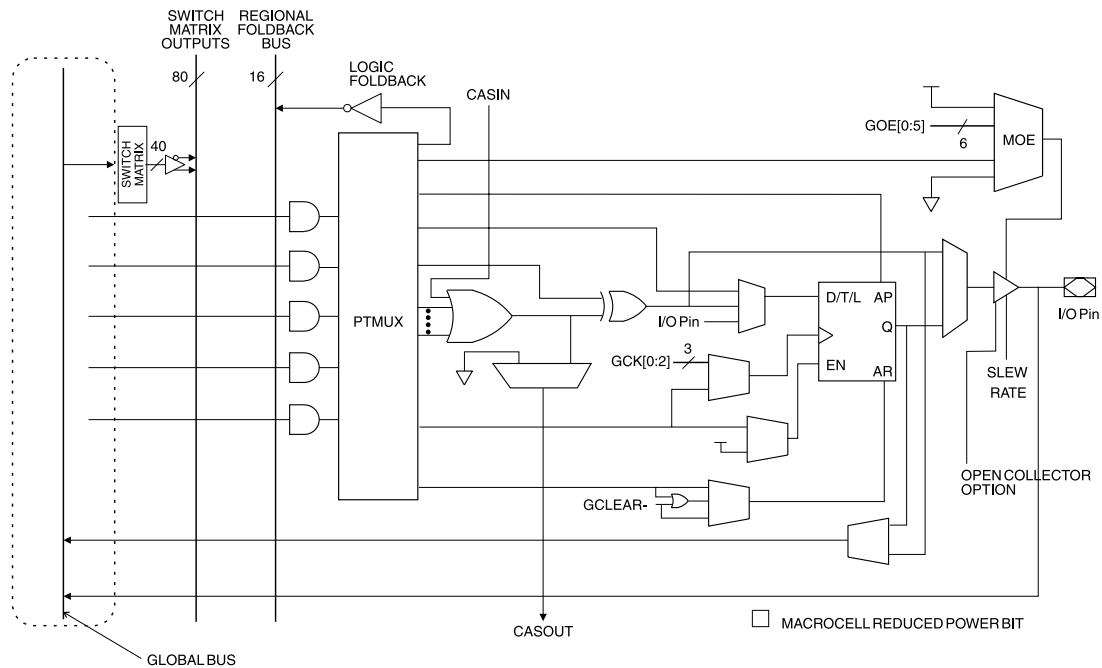 SWITCH
MATRIX
OUTPUTS
REGIONAL
FOLDBACK
BUS
80
16
LOGIC
FOLDBACK
CASIN
GOE[0:5]
6
MOE
SWITCH
MATRIX
40
PTMUX
I/O Pin
D/T/L
AP
Q
EN
AR
GCK[0:2]
3
I/O Pin
SLEW
RATE
OPEN COLLECTOR
OPTION
GCLEAR-
CASOUT
MACROCELL REDUCED POWER BIT
GLOBAL BUS